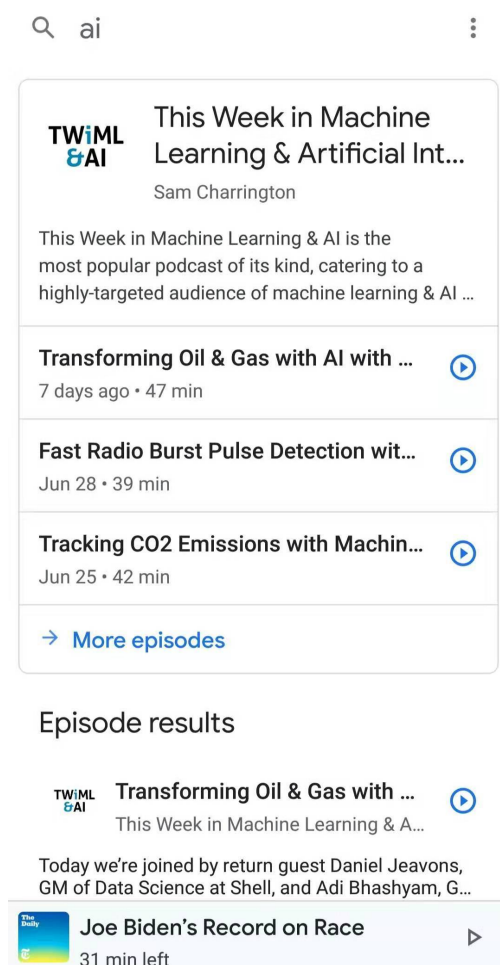 ai
TWiML
&AI
This Week in Machine
Learning & Artificial Int...
Sam Charrington
This Week in Machine Learning & AI is the
most popular podcast of its kind, catering to a
highly-targeted audience of machine learning & AI ...
Transforming Oil & Gas with AI with ...
7 days ago • 47 min
Fast Radio Burst Pulse Detection wit...
Jun 28 • 39 min
Tracking CO2 Emissions with Machin...
Jun 25 • 42 min
More episodes
Episode results
TWiML
&AI
Transforming Oil & Gas with ...
This Week in Machine Learning & A...
Today we're joined by return guest Daniel Jeavons,
GM of Data Science at Shell, and Adi Bhashyam, G...
The
Daily
Joe Biden's Record on Race
31 min left